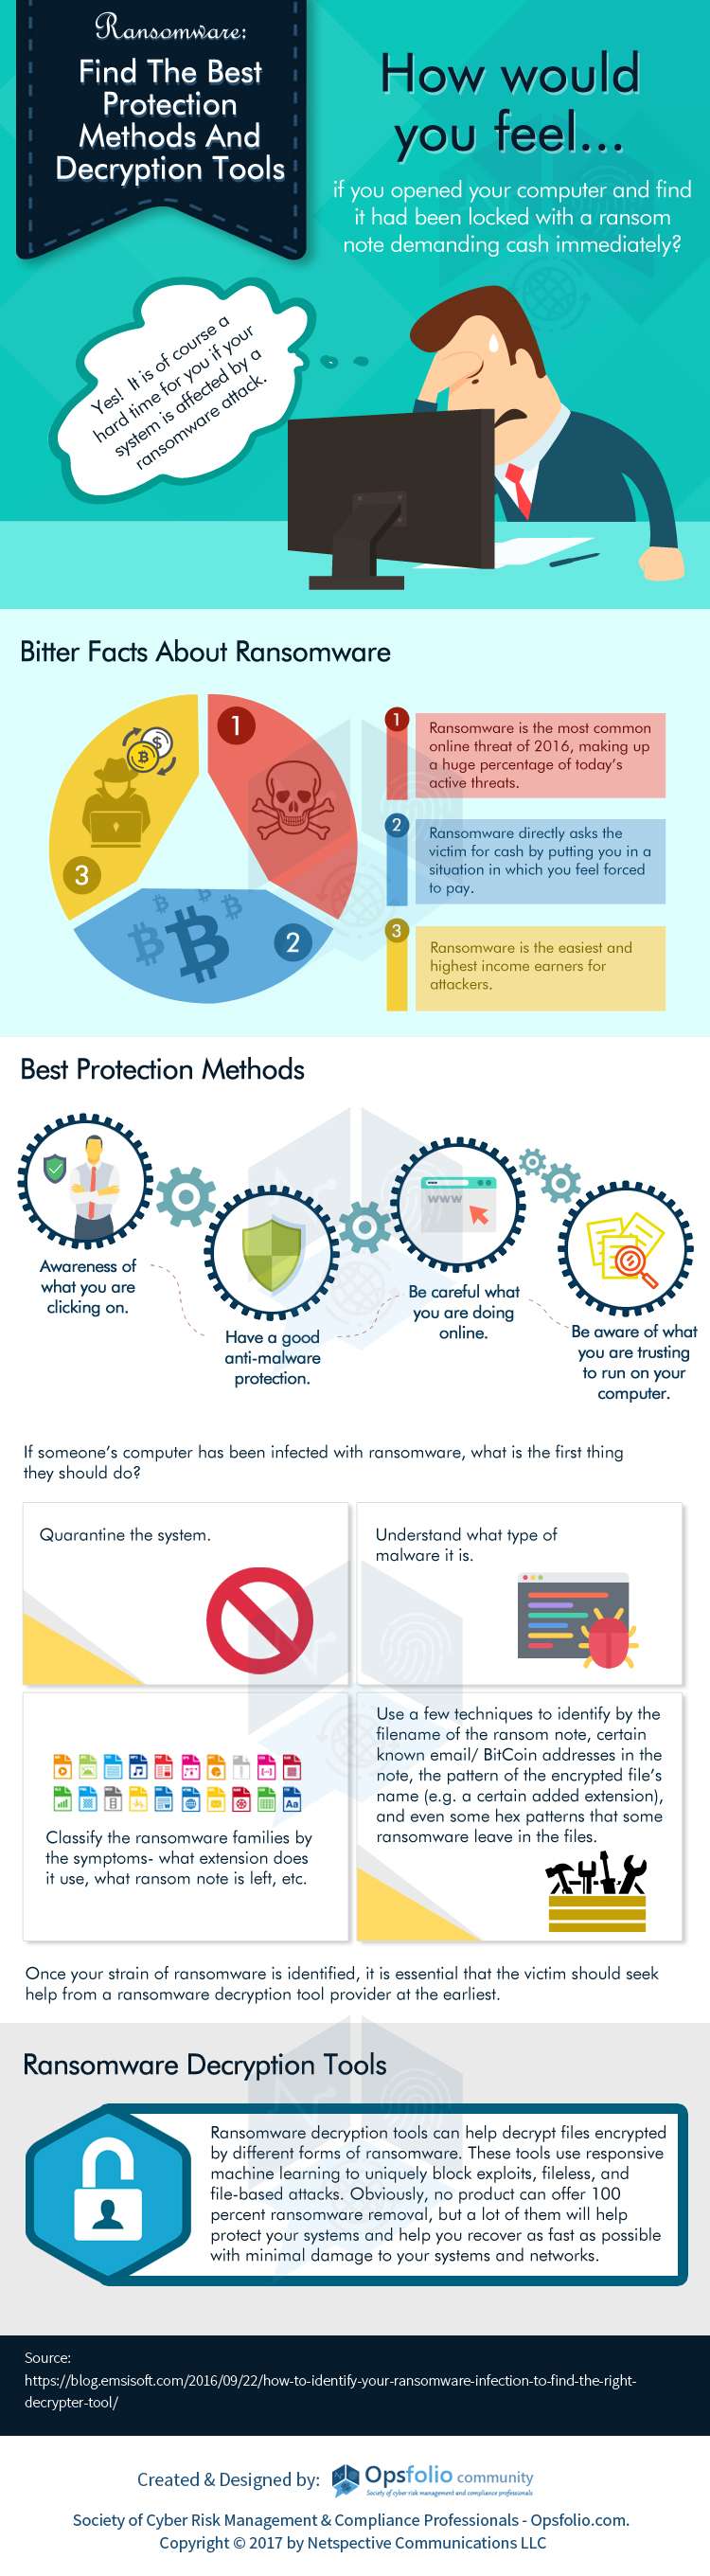 Ransomware:
Find The Best
Protection
Methods And
Decryption Tools
How would
you feel...
if you opened your computer and find
it had been locked with a ransom
note demanding cash immediately?
Yes! It is of course a
hard time for you if your
system is affected by a
ransomware attack.
Bitter Facts About Ransomware
1
2
3
1
Ransomware is the most common
online threat of 2016, making up
a huge percentage of today's
active threats.
2
Ransomware directly asks the
victim for cash by putting you in a
situation in which you feel forced
to pay.
3
Ransomware is the easiest and
highest income earners for
attackers.
Best Protection Methods
www
Awareness of
what you are
clicking on.
Have a good
anti-malware
protection.
Be careful what
you are doing
online.
Be aware of what
you are trusting
to run on your
computer.
If someone's computer has been infected with ransomware, what is the first thing
they should do?
Quarantine the system.
Understand what type of
malware it is.
Aa
Classify the ransomware families by
the symptoms- what extension does
it use, what ransom note is left, etc.
Use a few techniques to identify by the
filename of the ransom note, certain
known email/ BitCoin addresses in the
note, the pattern of the encrypted file's
name (e.g. a certain added extension),
and even some hex patterns that some
ransomware leave in the files.
Once your strain of ransomware is identified, it is essential that the victim should seek
help from a ransomware decryption tool provider at the earliest.
Ransomware Decryption Tools
Ransomware decryption tools can help decrypt files encrypted
by different forms of ransomware. These tools use responsive
machine learning to uniquely block exploits, fileless, and
file-based attacks. Obviously, no product can offer 100
percent ransomware removal, but a lot of them will help
protect your systems and help you recover as fast as possible
with minimal damage to your systems and networks.
Source:
https://blog.emsisoft.com/2016/09/22/how-to-identify-your-ransomware-infection-to-find-the-right-
decrypter-tool/
Created & Designed by:
Opsfolio community
Society of cyber risk management and compliance professionals
Society of Cyber Risk Management & Compliance Professionals - Opsfolio.com.
Copyright © 2017 by Netspective Communications LLC